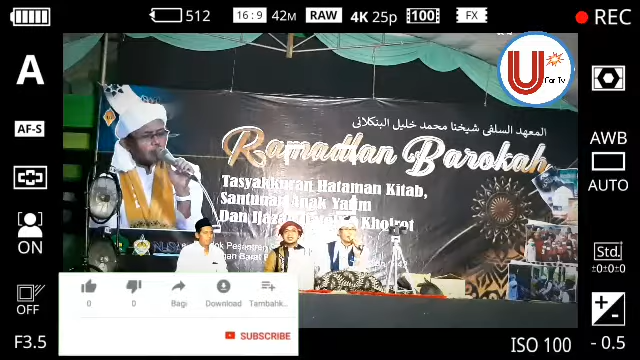 512 16:9 42M RAW 4K 25p 100 FX REC
A
AF-S
ON
OFF
F3.5
U
Far Tv
AWB
AUTO
Std.
±0:±0:±0
- 0.5
ISO 100
المعهد السلفي شيخنا محمد خليل البنكلاني
Ramadlan Barokah
Tasyakkuran Hataman Kitab,
Santunan Anak Yatim
Dan Ijazah
0 0 Bagi Download Tambahk...
SUBSCRIBE